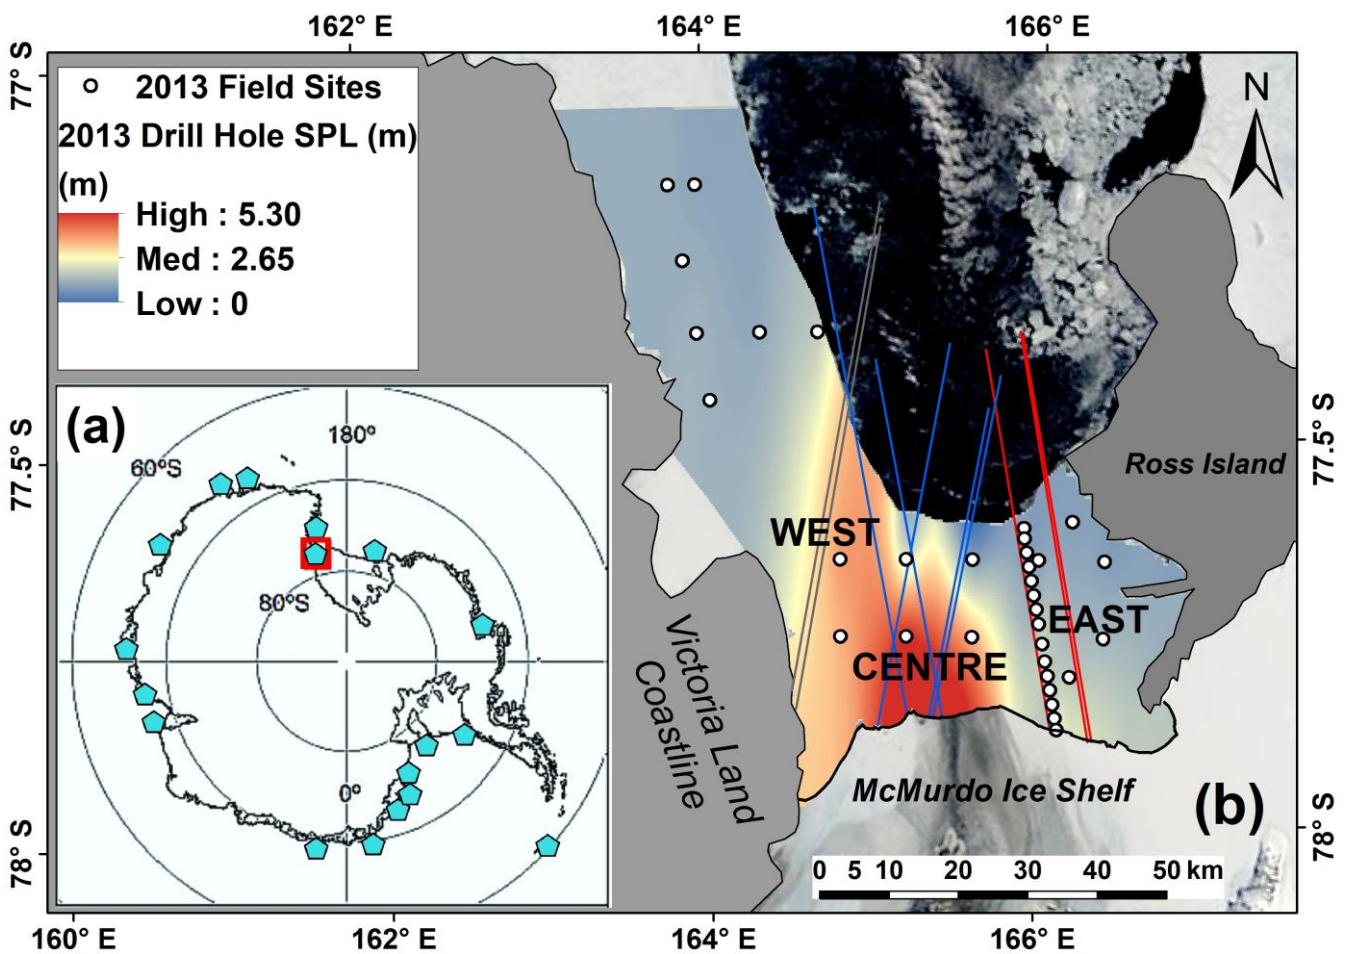 162° E
164° E
166° E
77° S
77.5° S
78° S
2013 Field Sites
2013 Drill Hole SPL (m)
(m)
High : 5.30
Med : 2.65
Low : 0
N
(a)
180°
60°S
80°S
0°
WEST
CENTRE
EAST
Ross Island
Victoria Land
Coastline
McMurdo Ice Shelf
(b)
0 5 10 20 30 40 50 km
77.5° S
78° S
160° E
162° E
164° E
166° E